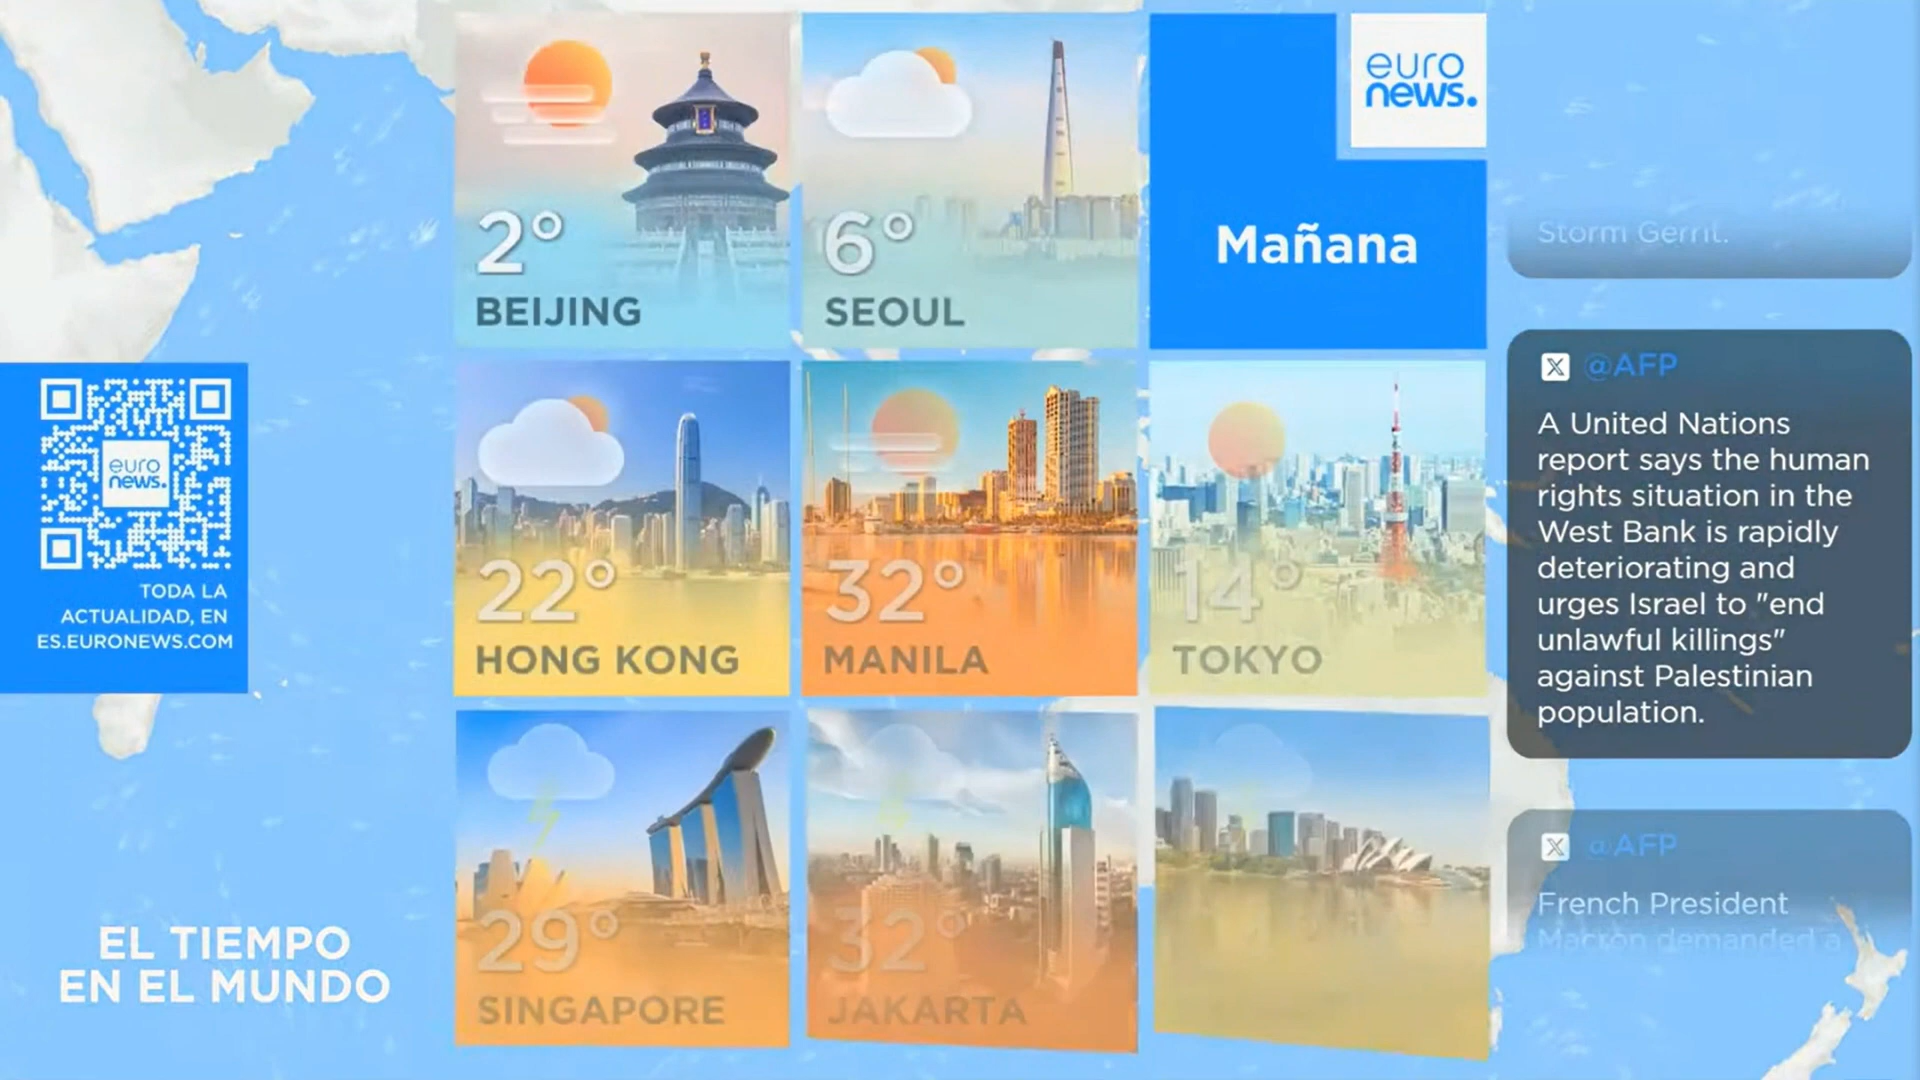 2°
BEIJING
6°
SEOUL
Mañana
euro
news.
22°
HONG KONG
32°
MANILA
14°
TOKYO
29°
SINGAPORE
32°
JAKARTA
euro
news.
TODA LA
ACTUALIDAD, EN
ES.EURONEWS.COM
EL TIEMPO
EN EL MUNDO
Storm Gerrit.
X @AFP
A United Nations
report says the human
rights situation in the
West Bank is rapidly
deteriorating and
urges Israel to "end
unlawful killings"
against Palestinian
population.
X @AFP
French President
Macron demanded a